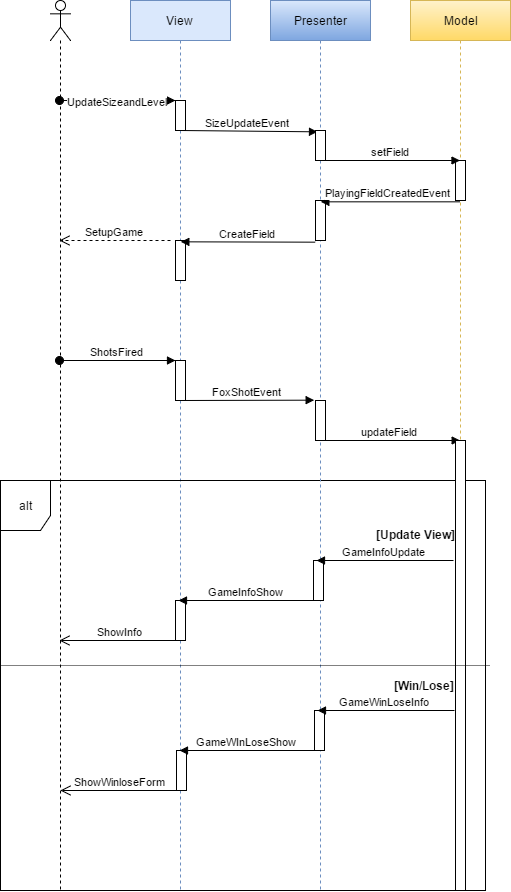 View
Presenter
Model
UpdateSizeandLevel
SizeUpdateEvent
setField
PlayingFieldCreatedEvent
CreateField
SetupGame
ShotsFired
FoxShotEvent
updateField
alt
[Update View]
GameInfoUpdate
GameInfoShow
ShowInfo
[Win/Lose]
GameWinLoseInfo
GameWInLoseShow
ShowWinloseForm